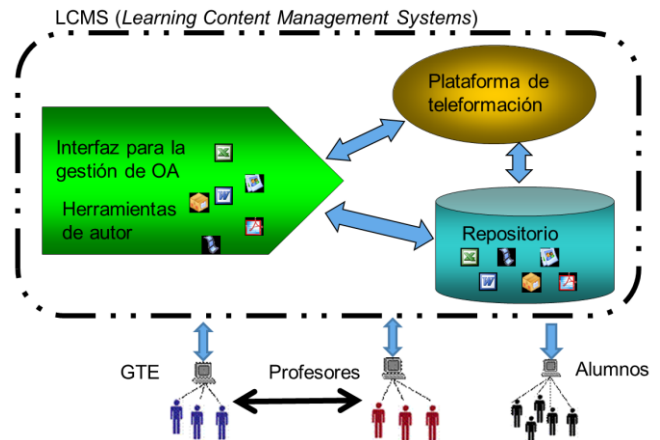 LCMS (Learning Content Management Systems)
Plataforma de
teleformación
Interfaz para la
gestión de OA
Herramientas
de autor
Repositorio
GTE
Profesores
Alumnos